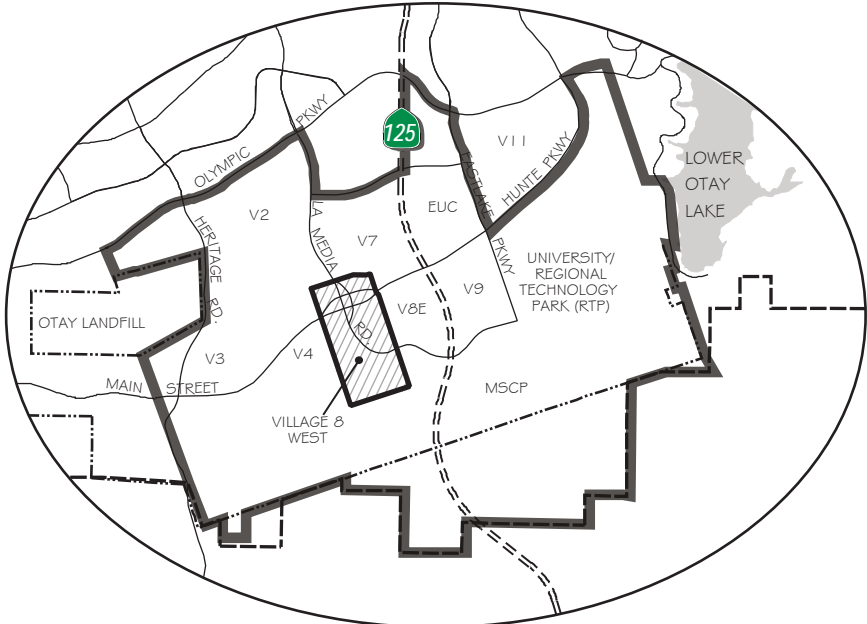 PKWY
OLYMPIC
125
V11
EASTLAKE
HUNTE PKWY
LOWER
OTAY
LAKE
HERITAGE
V2
LA MEDIA
EUC
V7
PKWY
UNIVERSITY/
REGIONAL
TECHNOLOGY
PARK (RTP)
RD.
V9
V8E
OTAY LANDFILL
RD.
V3
V4
MAIN STREET
MSCP
VILLAGE 8
WEST